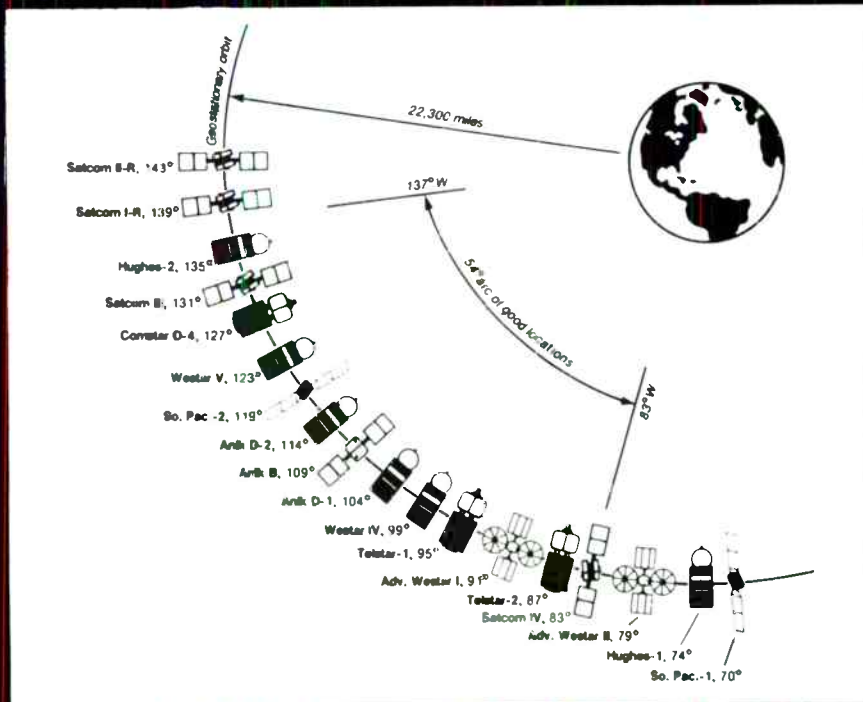 Geostationary orbit
22,300 miles
Satcom II-R, 143°
137° W
Satcom I-R, 139°
Hughes-2, 135°
54° arc of good locations
Satcom III, 131°
Comstar D-4, 127°
Westar V, 123°
83° W
So. Pac.-2, 119°
Anik D-2, 114°
Anik B, 109°
Anik D-1, 104°
Westar IV, 99°
Telstar-1, 95°
Adv. Westar I, 91°
Telstar-2, 87°
Satcom IV, 83°
Adv. Westar II, 79°
Hughes-1, 74°
So. Pac.-1, 70°